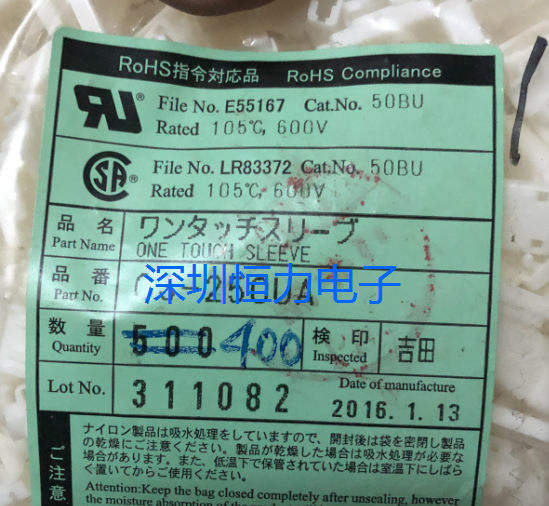 RoHS指令対応品 RoHS Compliance
File No. E55167 Cat.No. 50BU
Rated 105℃, 600V
File No. LR83372 Cat.No. 50BU
Rated 105℃, 600V
品名 ワンタッチスリーブ
Part Name ONE TOUCH SLEEVE
品番
Part No.
深圳恒力电子
数量 500 400 検印 吉田
Quantity Inspected
Lot No. 311082 Date of manufacture
2016. 1. 13
ご注意
ナイロン製品は吸水処理をしていますので、開封後は袋を密閉し製品
の乾燥にご注意ください。製品が乾燥した場合は吸水処理が必要な
場合があります。また、低温下で保管されていた場合は室温下にしばら
く置いてからご使用ください。
Attention:Keep the bag closed completely after unsealing, however
the moisture absorption of the